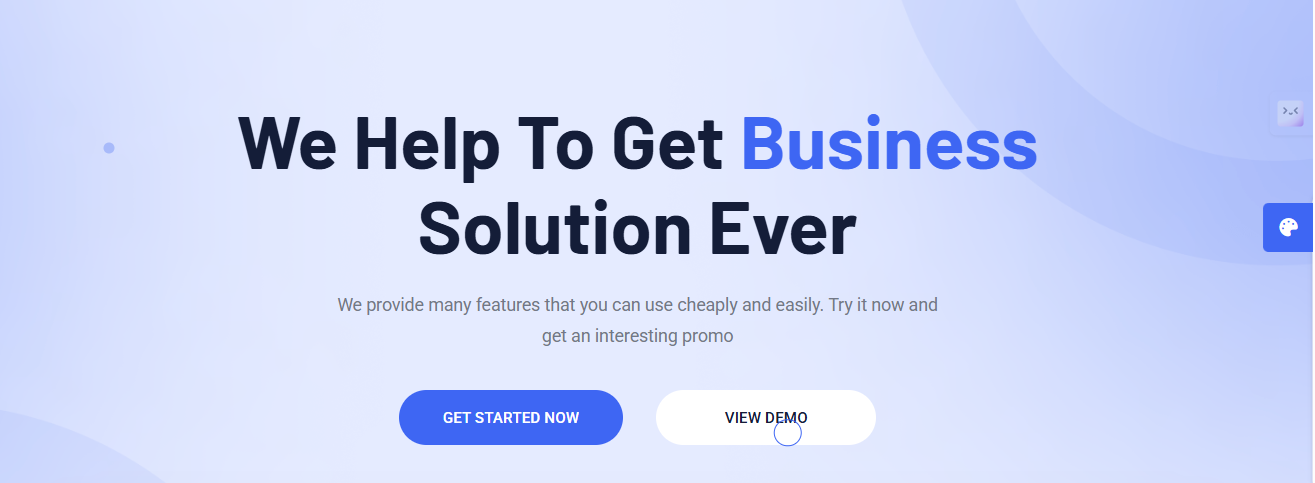 We Help To Get Business
Solution Ever
We provide many features that you can use cheaply and easily. Try it now and
get an interesting promo
GET STARTED NOW
VIEW DEMO